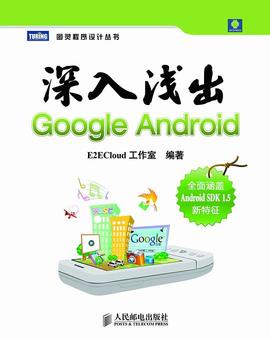 TURING
图灵程序设计丛书
深入浅出
Google Android
E2ECloud 工作室 编著
全面涵盖
Android SDK 1.5
新特征
Google
人民邮电出版社
POSTS & TELECOM PRESS